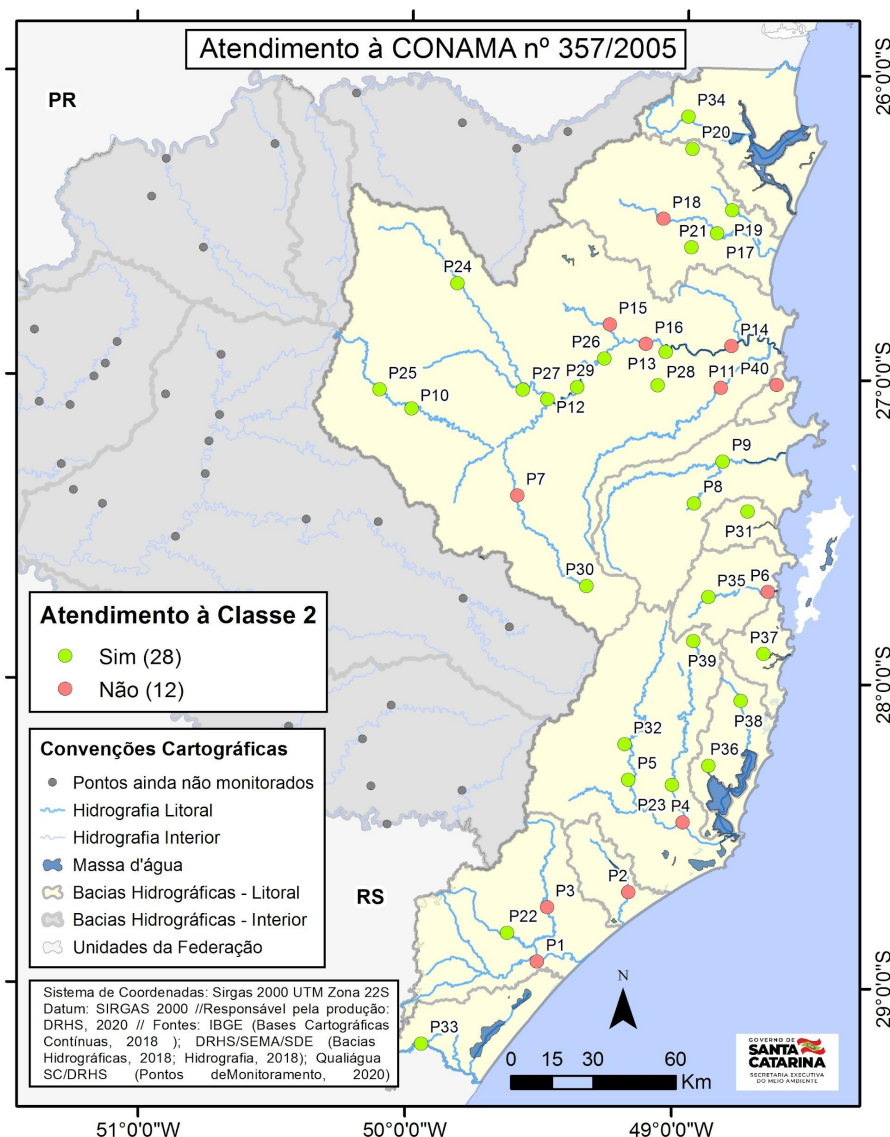 Atendimento à CONAMA nº 357/2005
PR
26°0'0"S
P34
P20
P18
P19
P21
P17
P24
P15
P16
P14
P26
27°0'0"S
P25
P27
P29
P13
P28
P11
P40
P10
P12
P9
P7
P8
P31
P30
P35
P6
Atendimento à Classe 2
Sim (28)
Não (12)
P37
P39
28°0'0"S
P38
P32
P36
P5
P23
P4
Convenções Cartográficas
Pontos ainda não monitorados
Hidrografia Litoral
Hidrografia Interior
Massa d'água
Bacias Hidrográficas - Litoral
Bacias Hidrográficas - Interior
Unidades da Federação
RS
P3
P2
P22
P1
29°0'0"S
P33
Sistema de Coordenadas: Sirgas 2000 UTM Zona 22S
Datum: SIRGAS 2000 //Responsável pela produção:
DRHS, 2020 // Fontes: IBGE (Bases Cartográficas
Contínuas, 2018 ); DRHS/SEMA/SDE (Bacias
Hidrográficas, 2018; Hidrografia, 2018); Qualiágua
SC/DRHS (Pontos deMonitoramento, 2020)
N
0 15 30 60
Km
GOVERNO DE
SANTA
CATARINA
SECRETARIA EXECUTIVA
DO MEIO AMBIENTE
51°0'0"W 50°0'0"W 49°0'0"W